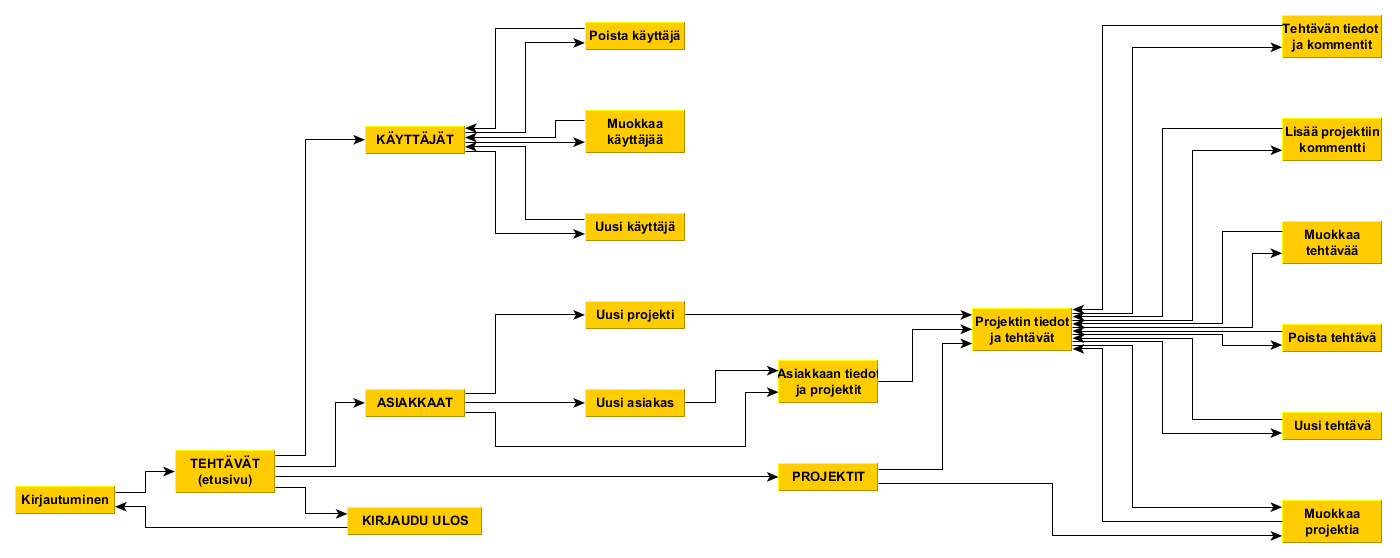 Poista käyttäjä
Tehtävän tiedot
ja kommentit
Muokkaa
käyttäjää
KÄYTTÄJÄT
Lisää projektiin
kommentti
Uusi käyttäjä
Muokkaa
tehtävää
Uusi projekti
Projektin tiedot
ja tehtävät
Poista tehtävä
Asiakkaan tiedot
ja projektit
ASIAKKAAT
Uusi asiakas
Uusi tehtävä
TEHTÄVÄT
(etusivu)
PROJEKTIT
Kirjautuminen
KIRJAUDU ULOS
Muokkaa
projektia